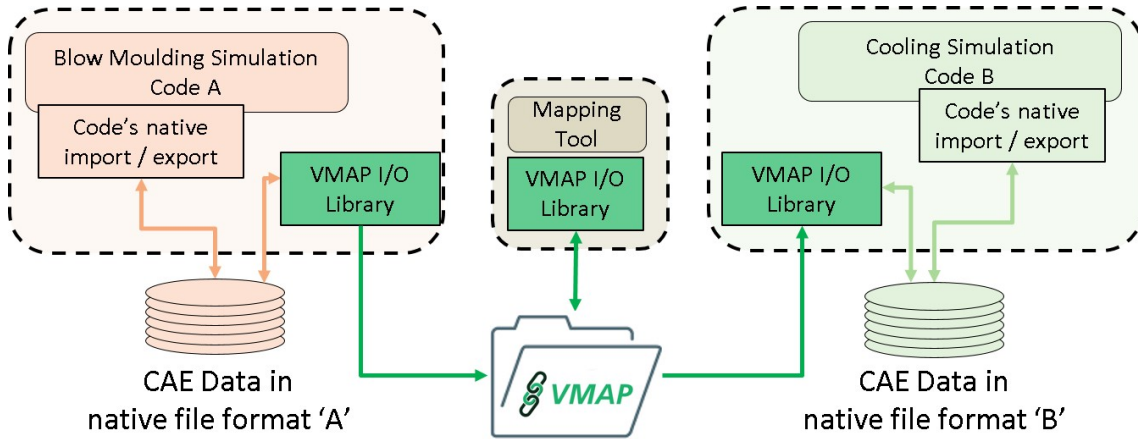 Blow Moulding Simulation
Code A
Code's native
import / export
VMAP I/O
Library
CAE Data in
native file format 'A'
Mapping
Tool
VMAP I/O
Library
VMAP
Cooling Simulation
Code B
Code's native
import / export
VMAP I/O
Library
CAE Data in
native file format 'B'